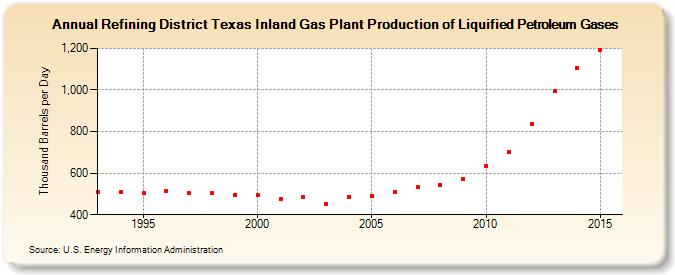 Annual Refining District Texas Inland Gas Plant Production of Liquified Petroleum Gases
Thousand Barrels per Day
1,200
1,000
800
600
400
1995 2000 2005 2010 2015
Source: U.S. Energy Information Administration